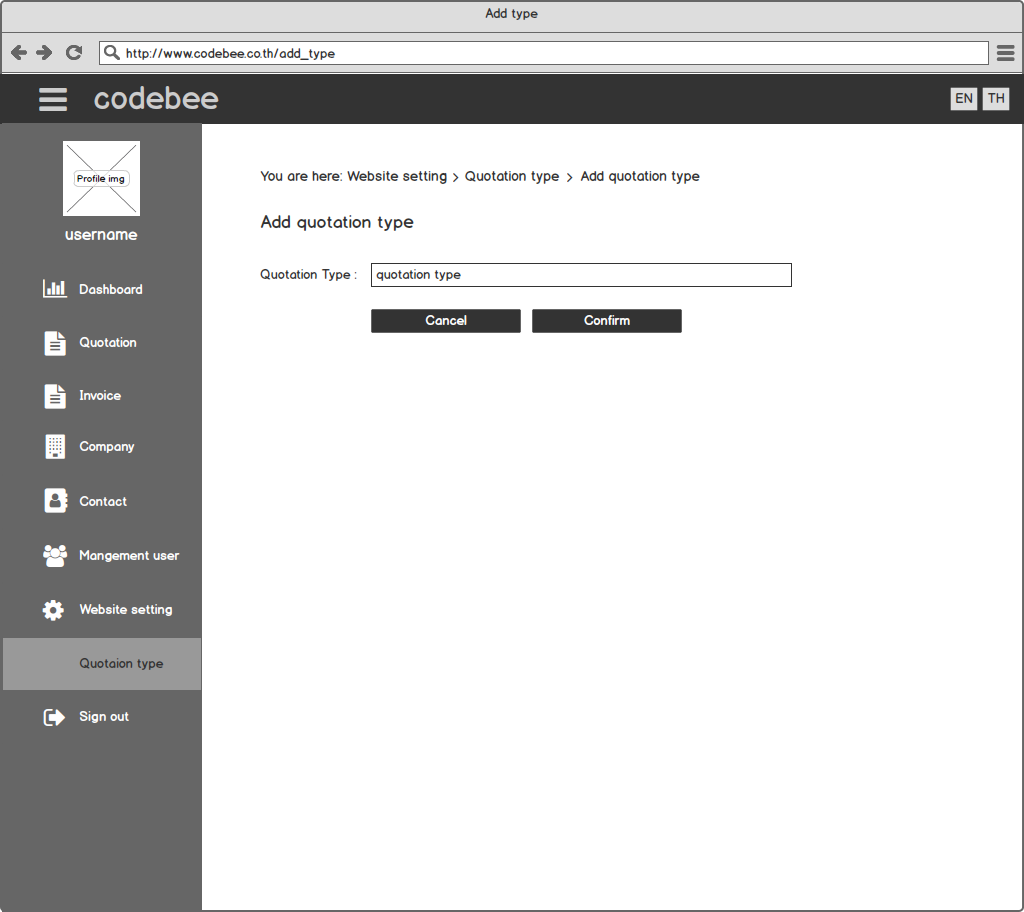 Add type
http://www.codebee.co.th/add_type
codebee
EN TH
Profile img
username
Dashboard
Quotation
Invoice
Company
Contact
Mangement user
Website setting
Quotaion type
Sign out
You are here: Website setting > Quotation type > Add quotation type
Add quotation type
Quotation Type : quotation type
Cancel Confirm